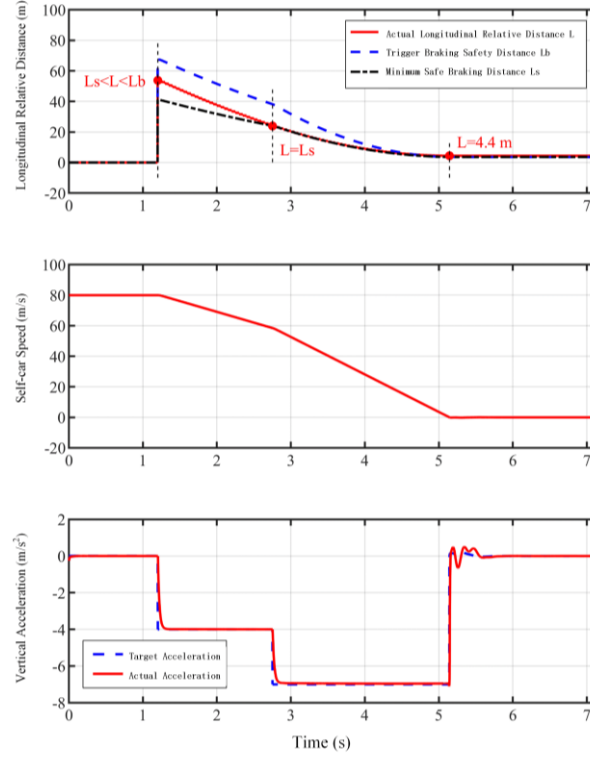 100
80
60
40
20
0
-20
Longitudinal Relative Distance (m)
Actual Longitudinal Relative Distance L
Trigger Braking Safety Distance Lb
Minimum Safe Braking Distance Ls
Ls<L<Lb
L=Ls
L=4.4 m
0 1 2 3 4 5 6 7
100
80
60
40
20
0
-20
Self-car Speed (m/s)
0 1 2 3 4 5 6 7
2
0
-2
-4
-6
-8
Vertical Acceleration (m/s²)
Target Acceleration
Actual Acceleration
0 1 2 3 4 5 6 7
Time (s)